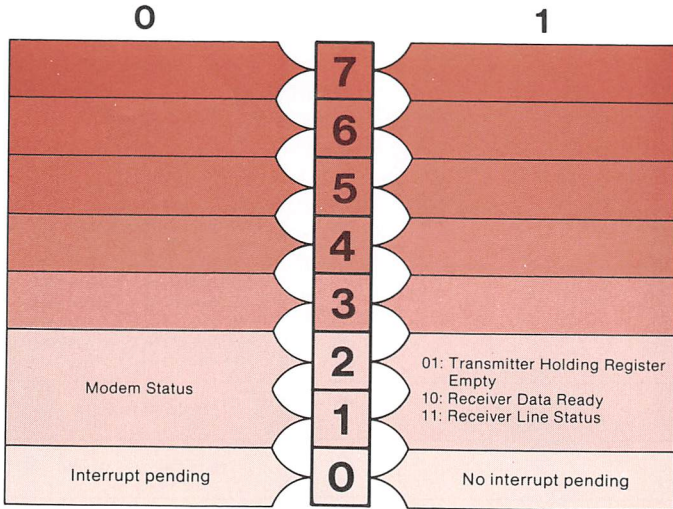 0
1
7
6
5
4
3
2
1
0
Modem Status
Interrupt pending
01: Transmitter Holding Register
Empty
10: Receiver Data Ready
11: Receiver Line Status
No interrupt pending